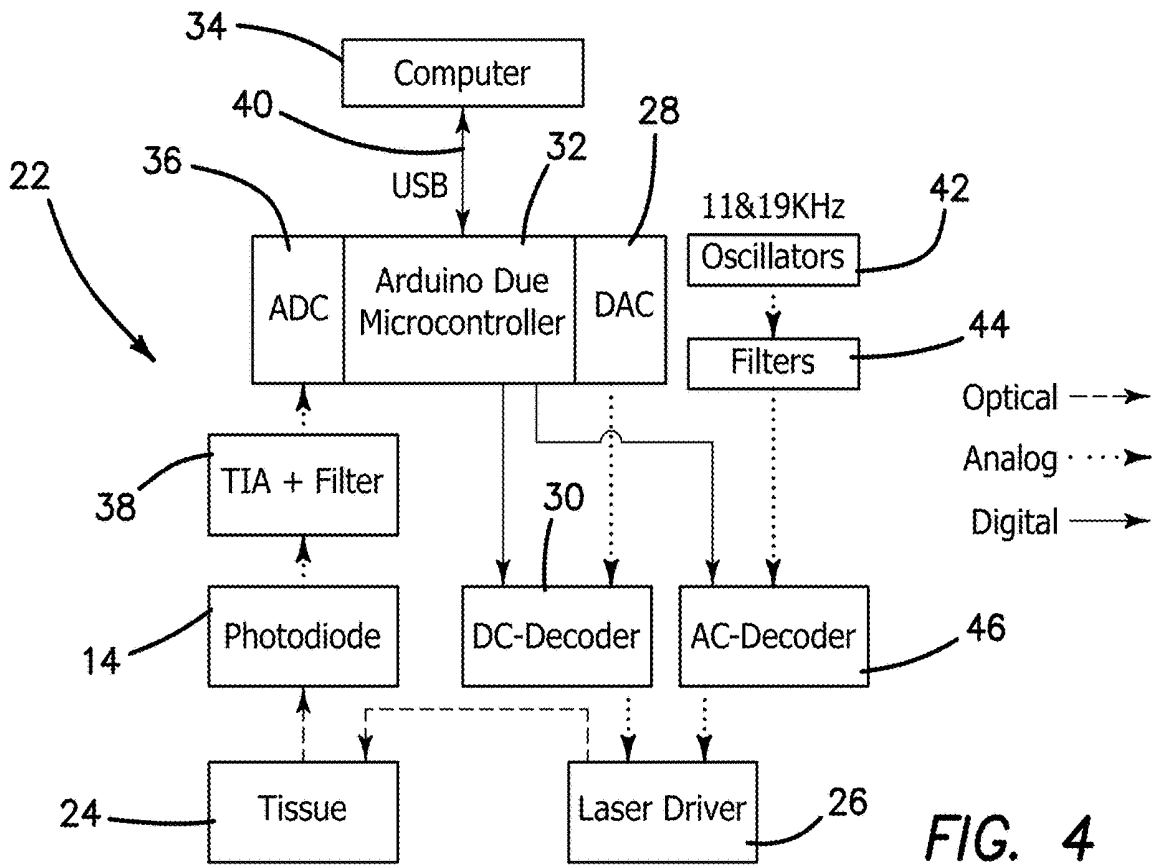 34
Computer
40
28
36
32
22
USB
11&19KHz
42
Oscillators
ADC
Arduino Due
Microcontroller
DAC
44
Filters
Optical
38
TIA + Filter
Analog
30
Digital
14
Photodiode
DC-Decoder
AC-Decoder
46
24
Tissue
Laser Driver
26
FIG. 4